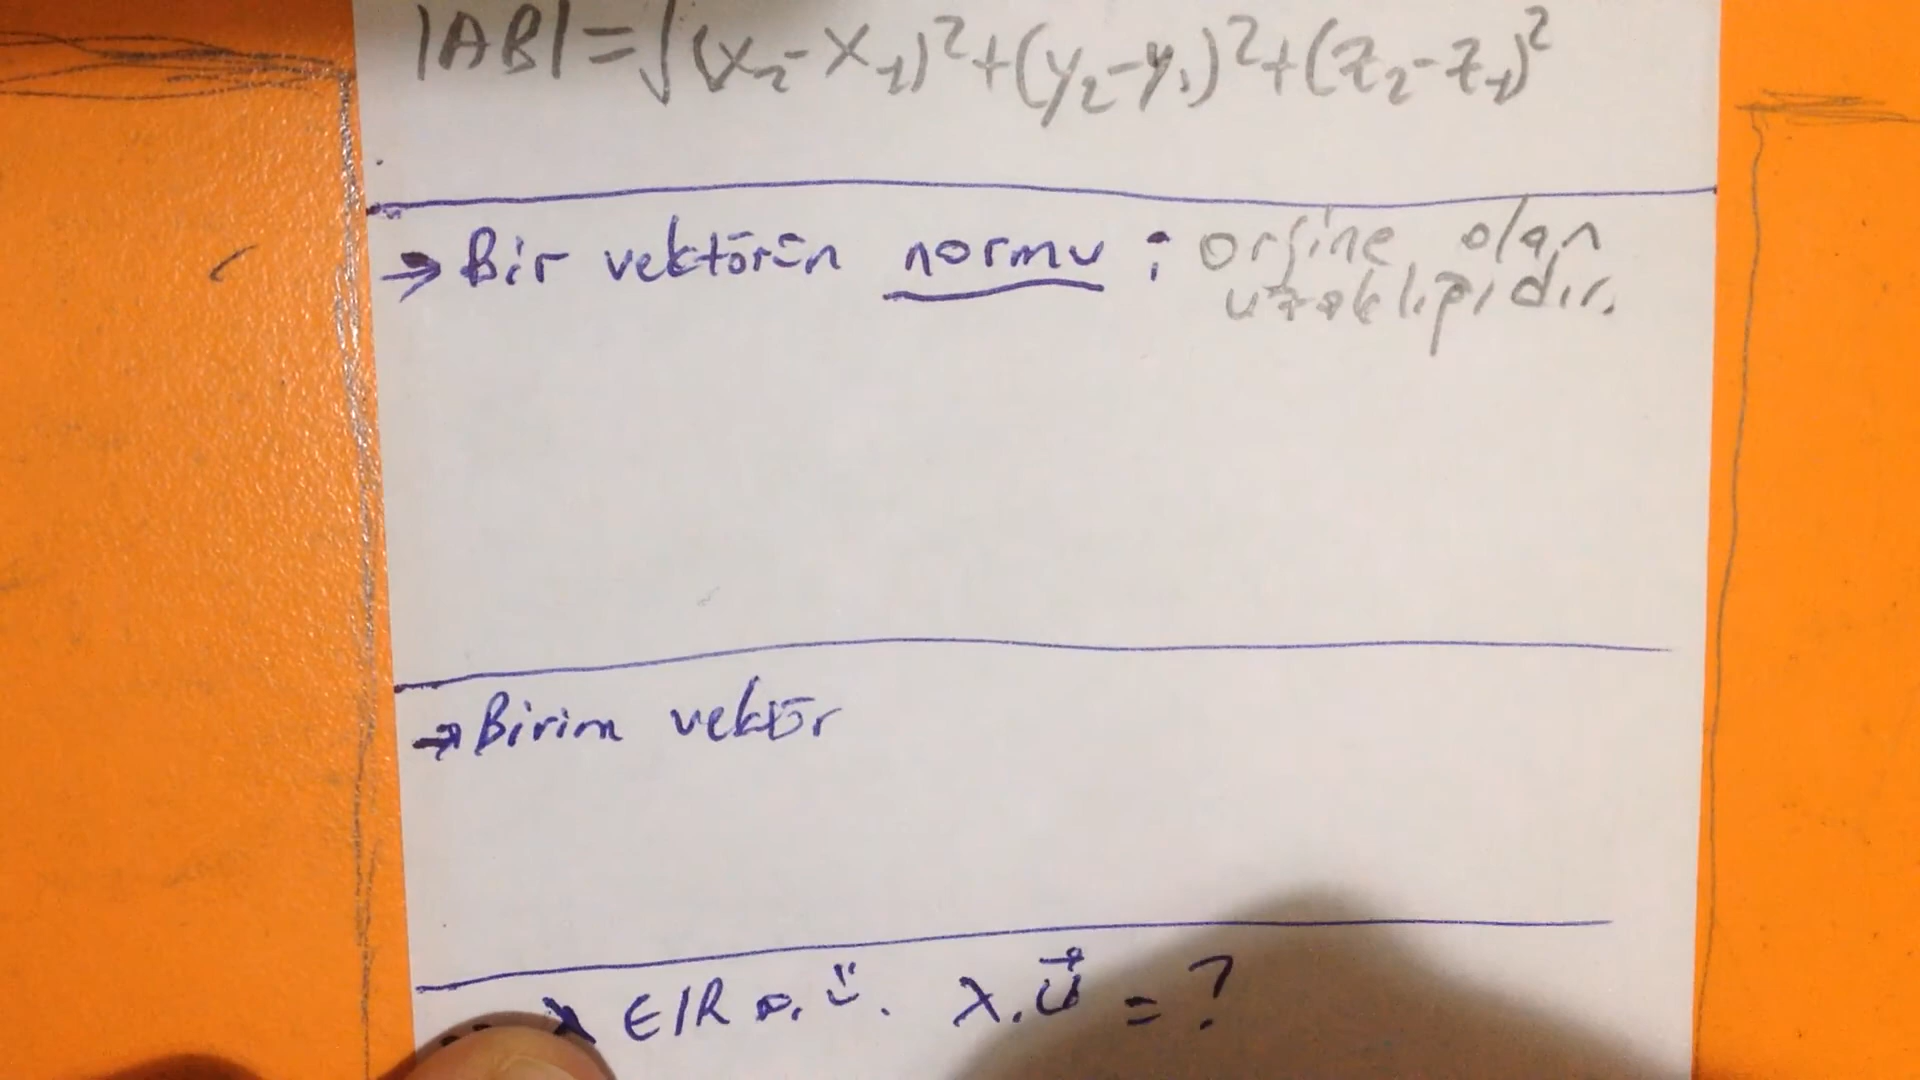 |AB|=√(x₂-x₁)²+(y₂-y₁)²+(z₂-z₁)²
→ Bir vektörün normu : orjine olan
uzaklığıdır.
→ Birim vektör
λ ∈ IR λ.u⃗ = ?